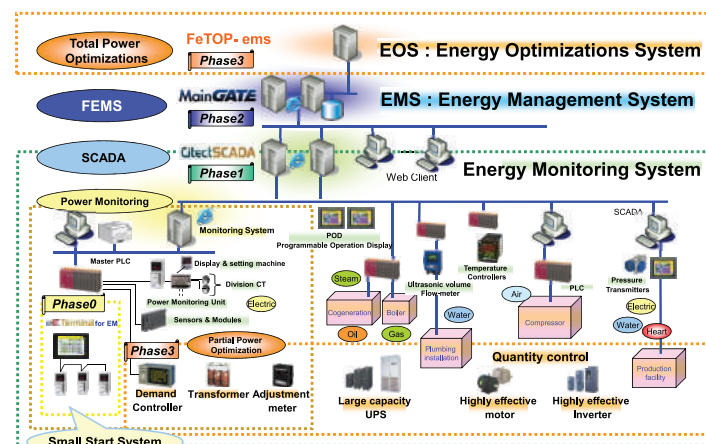 Total Power
Optimizations
FeTOP- ems
Phase3
EOS : Energy Optimizations System
FEMS
MainGATE
Phase2
EMS : Energy Management System
SCADA
CitectSCADA
Phase1
Web Client
Energy Monitoring System
Power Monitoring
Monitoring System
Master PLC
Display & setting machine
Division CT
Power Monitoring Unit
Electric
Sensors & Modules
POD
Programmable Operation Display
Ultrasonic volume
Flow-meter
Temperature
Controllers
PLC
SCADA
Pressure
Transmitters
Steam
Cogeneration
Boiler
Oil
Gas
Water
Plumbing
installation
Air
Compressor
Electric
Water
Heart
Production
facility
Phase0
Terminal for EM
Phase3
Partial Power
Optimization
Demand
Controller
Transformer
Adjustment
meter
Quantity control
Large capacity
UPS
Highly effective
motor
Highly effective
Inverter
Small Start System